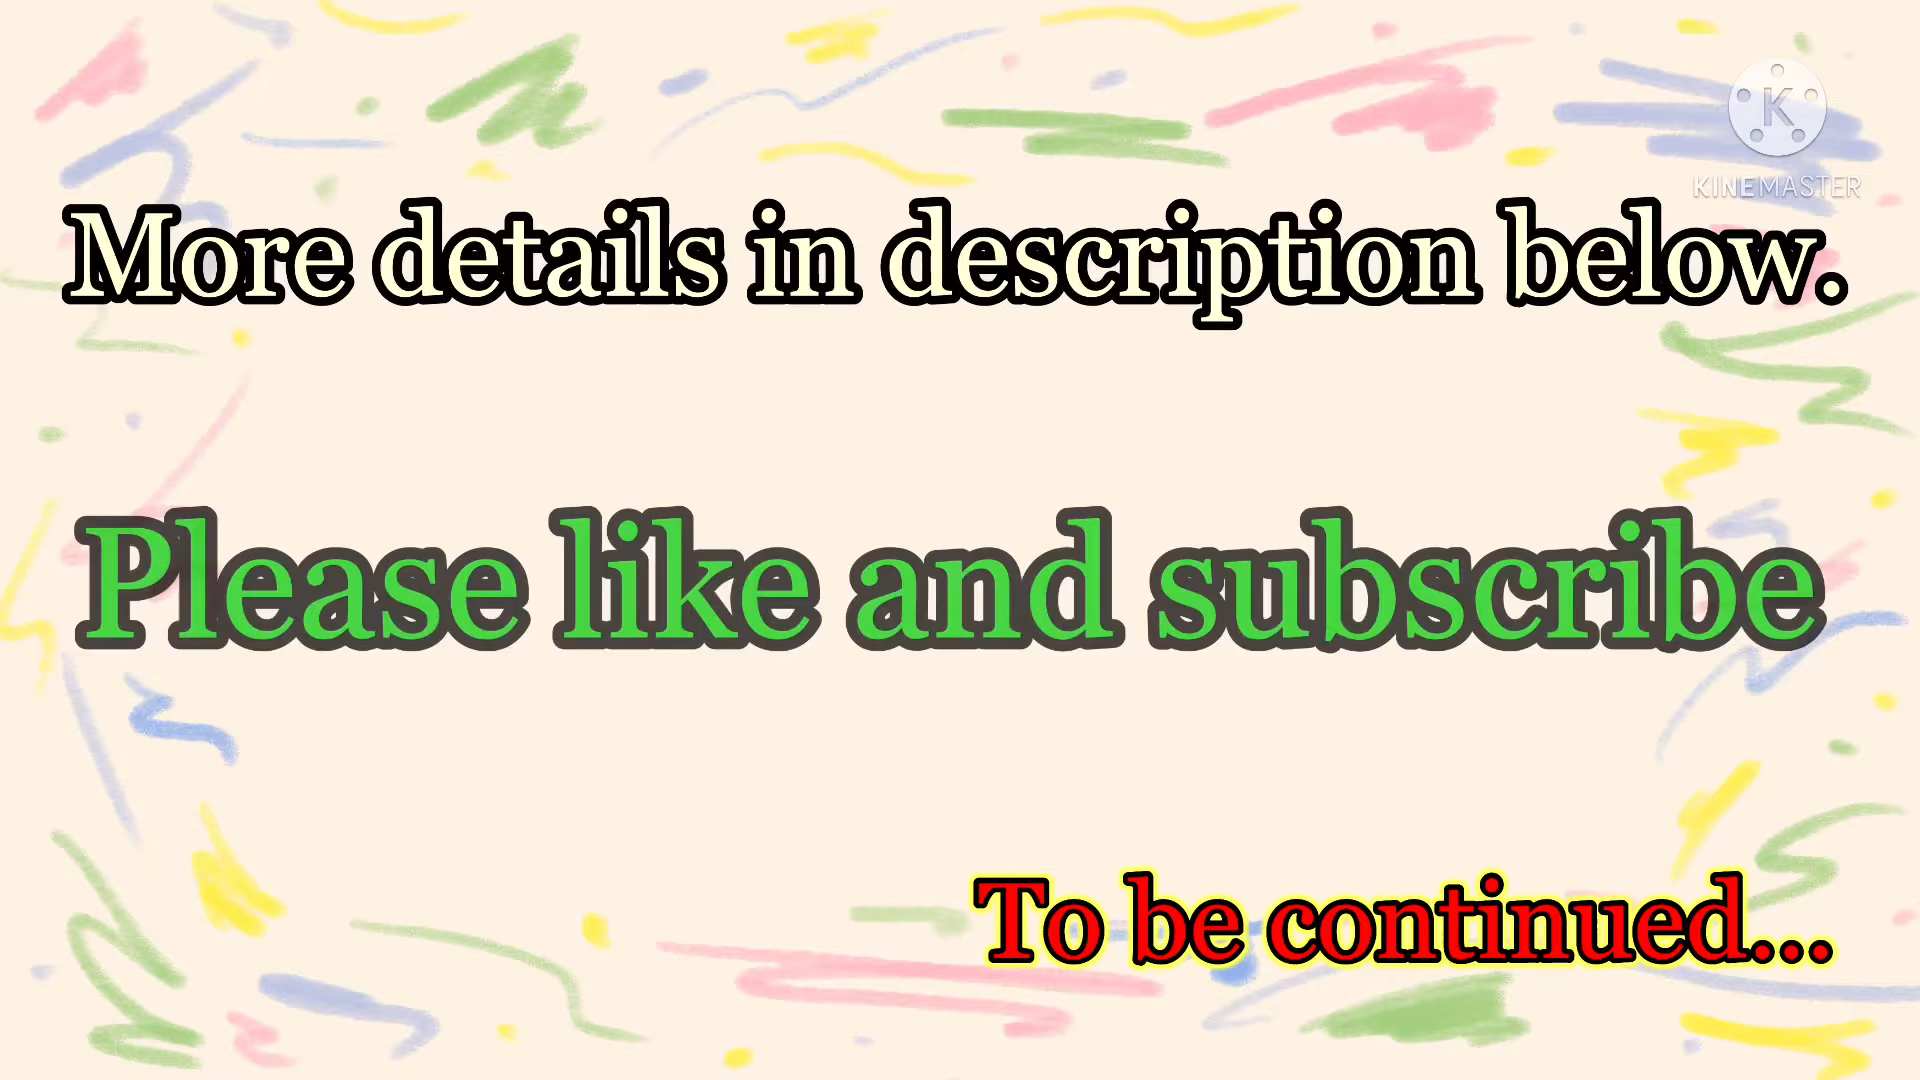 K
KINEMASTER
More details in description below.
Please like and subscribe
To be continued...